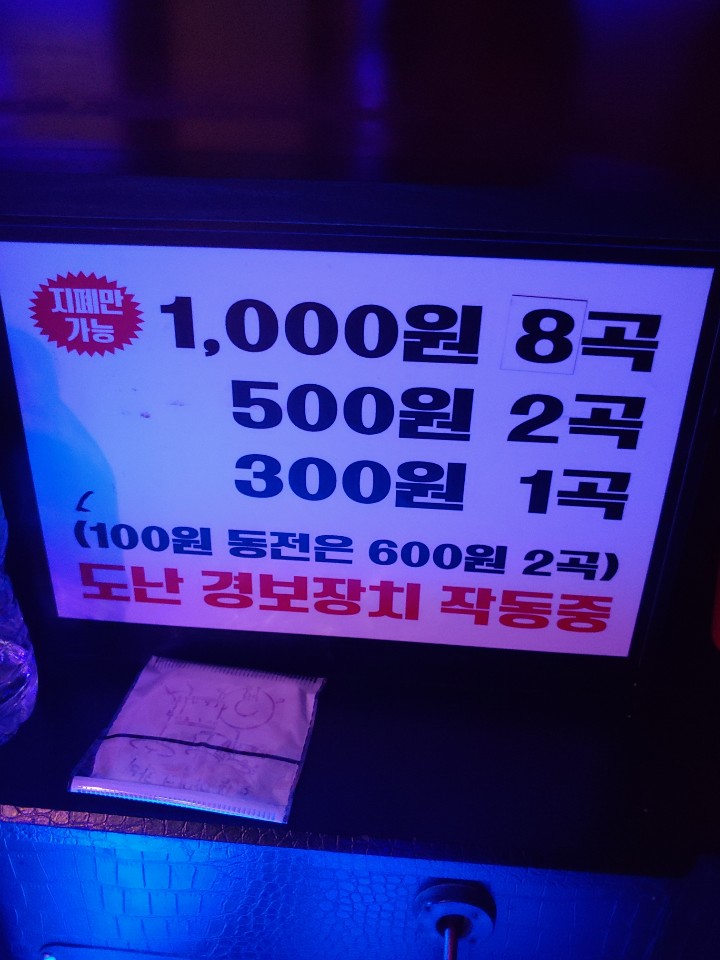 지폐만
가능
1,000원 8곡
500원 2곡
300원 1곡
(100원 동전은 600원 2곡)
도난 경보장치 작동중